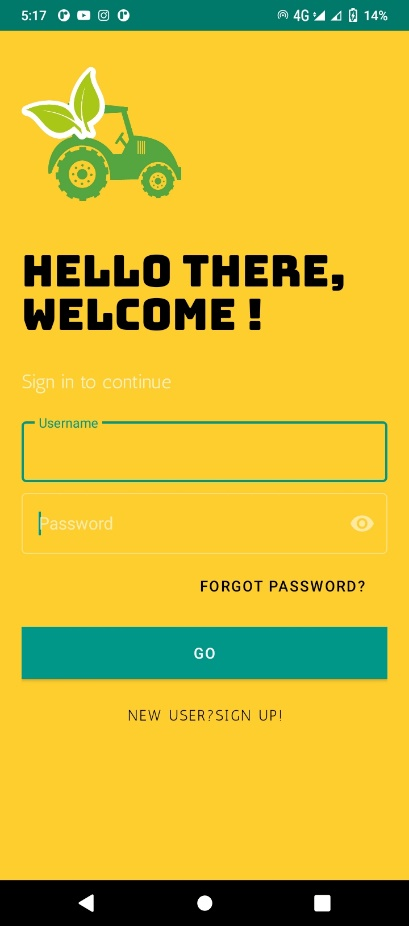 5:17 4G 14%
HELLO THERE,
WELCOME !
Sign in to continue
Username
Password
FORGOT PASSWORD?
GO
NEW USER?SIGN UP!